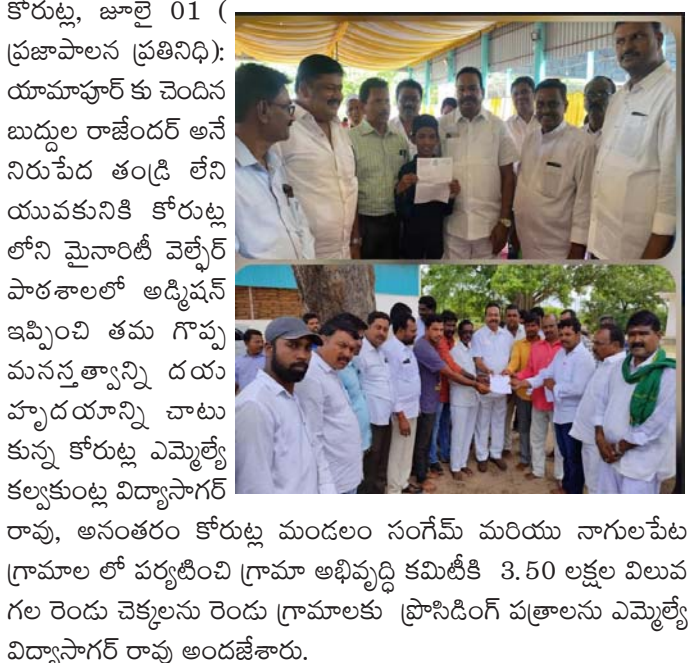 కోరుట్ల, జూలై 01 (
ప్రజాపాలన ప్రతినిధి):
యామాపూర్ కు చెందిన
బుద్దుల రాజేందర్ అనే
నిరుపేద తండ్రి లేని
యువకునికి కోరుట్ల
లోని మైనారిటీ వెల్ఫేర్
పాఠశాలలో అడ్మిషన్
ఇప్పించి తమ గొప్ప
మనస్తత్వాన్ని దయ
హృదయాన్ని చాటు
కున్న కోరుట్ల ఎమ్మెల్యే
కల్వకుంట్ల విద్యాసాగర్
రావు, అనంతరం కోరుట్ల మండలం సంగేమ్ మరియు నాగులపేట
గ్రామాల లో పర్యటించి గ్రామా అభివృద్ధి కమిటీకి 3.50 లక్షల విలువ
గల రెండు చెక్కలను రెండు గ్రామాలకు ప్రొసిడింగ్ పత్రాలను ఎమ్మెల్యే
విద్యాసాగర్ రావు అందజేశారు.